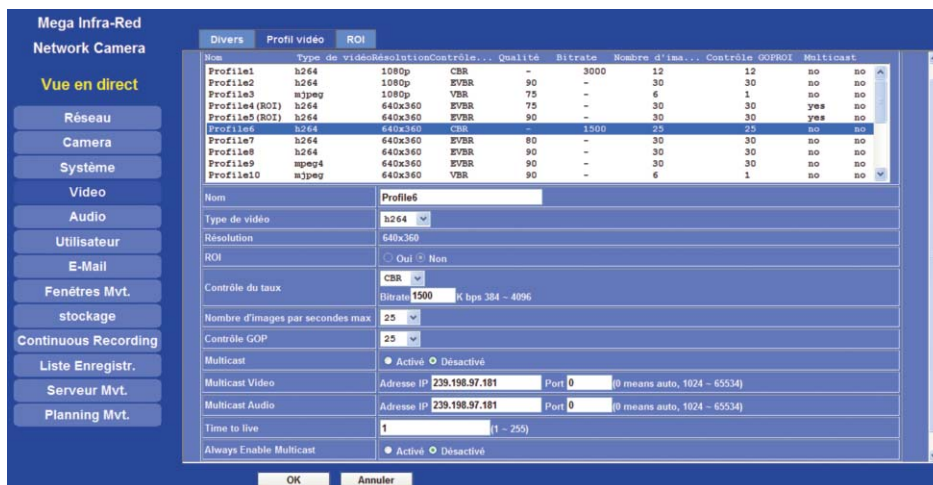 Mega Infra-Red
Network Camera
Vue en direct
Réseau
Camera
Système
Video
Audio
Utilisateur
E-Mail
Fenêtres Mvt.
stockage
Continuous Recording
Liste Enregistr.
Serveur Mvt.
Planning Mvt.
Divers Profil vidéo ROI
Nom Type de vidéo Résolution Contrôle... Qualité Bitrate Nombre d'ima... Contrôle GOP ROI Multicast
Profile1 h264 1080p CBR - 3000 12 12 no no
Profile2 h264 1080p EVBR 90 - 30 30 no no
Profile3 mjpeg 1080p VBR 75 - 6 1 no no
Profile4(ROI) h264 640x360 EVBR 75 - 30 30 yes no
Profile5(ROI) h264 640x360 EVBR 90 - 30 30 yes no
Profile6 h264 640x360 CBR - 1500 25 25 no no
Profile7 h264 640x360 EVBR 80 - 30 30 no no
Profile8 h264 640x360 EVBR 90 - 30 30 no no
Profile9 mpeg4 640x360 EVBR 90 - 30 30 no no
Profile10 mjpeg 640x360 VBR 90 - 6 1 no no
Nom Profile6
Type de vidéo h264
Résolution 640x360
ROI Oui Non
Contrôle du taux CBR
Bitrate 1500 K bps 384 ~ 4096
Nombre d'images par secondes max 25
Contrôle GOP 25
Multicast Activé Désactivé
Multicast Video Adresse IP 239.198.97.181 Port 0 (0 means auto, 1024 ~ 65534)
Multicast Audio Adresse IP 239.198.97.181 Port 0 (0 means auto, 1024 ~ 65534)
Time to live 1 (1 ~ 255)
Always Enable Multicast Activé Désactivé
OK Annuler